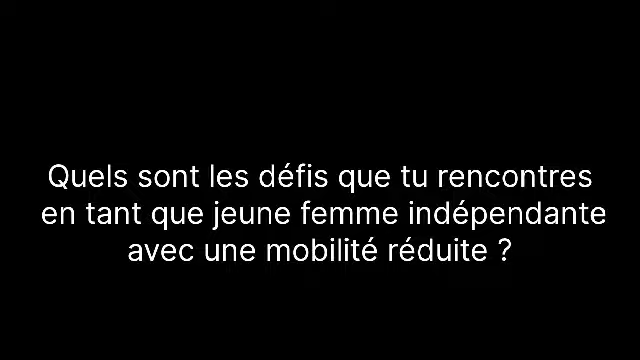 Quels sont les défis que tu rencontres
en tant que jeune femme indépendante
avec une mobilité réduite ?